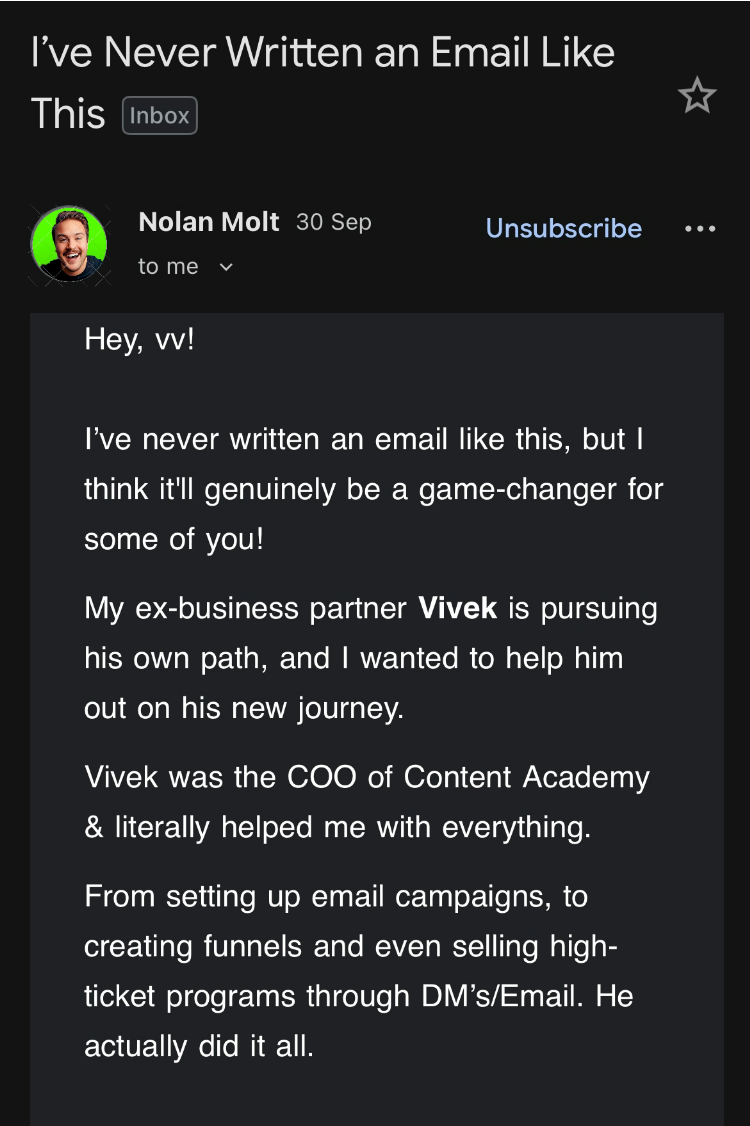 I’ve Never Written an Email Like
This Inbox
Nolan Molt 30 Sep
Unsubscribe
to me
Hey, vv!
I’ve never written an email like this, but I
think it'll genuinely be a game-changer for
some of you!
My ex-business partner Vivek is pursuing
his own path, and I wanted to help him
out on his new journey.
Vivek was the COO of Content Academy
& literally helped me with everything.
From setting up email campaigns, to
creating funnels and even selling high-
ticket programs through DM’s/Email. He
actually did it all.